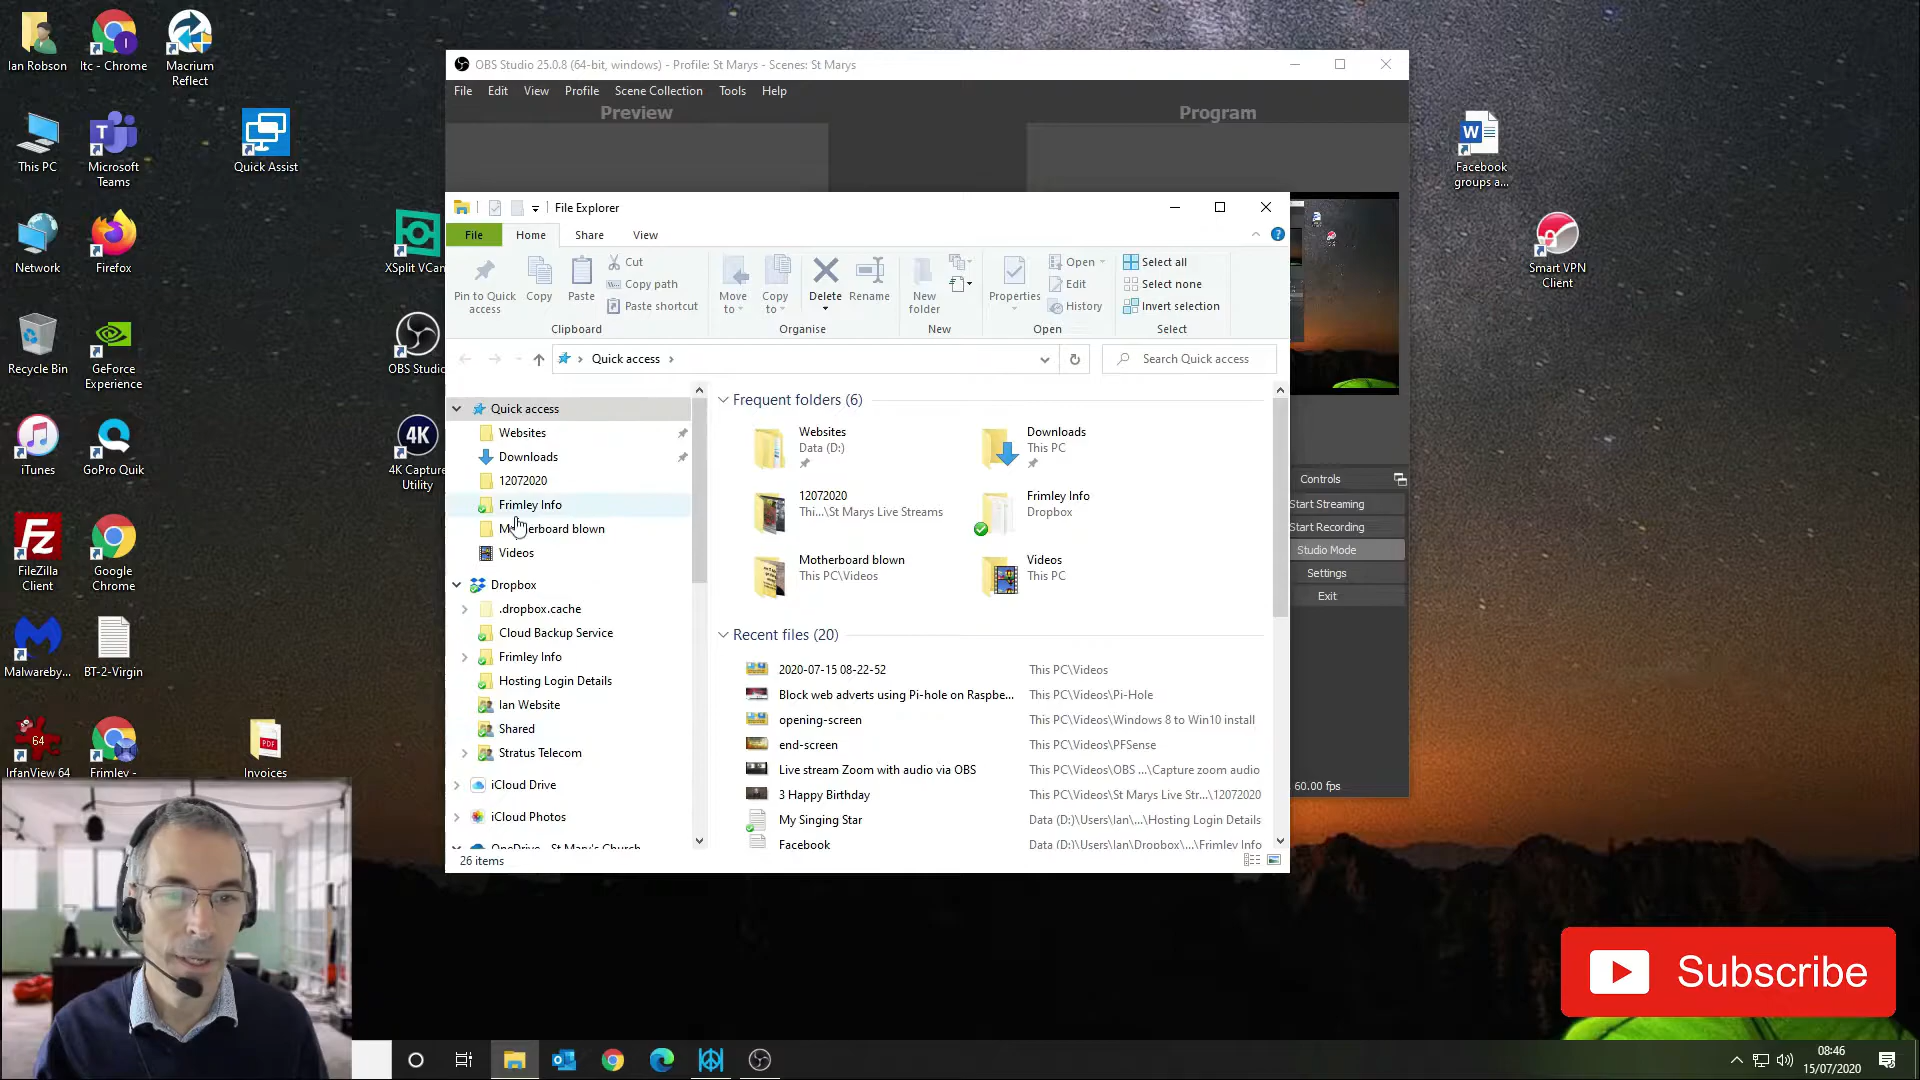 Ian Robson
Itc - Chrome
Macrium
Reflect
This PC
Microsoft
Teams
Quick Assist
Network
Firefox
XSplit VCam
Recycle Bin
GeForce
Experience
OBS Studio
iTunes
GoPro Quik
4K
4K Capture
Utility
FileZilla
Client
Google
Chrome
Malwareby...
BT-2-Virgin
64
IrfanView 64
Frimley -
PDF
Invoices
Facebook
groups a...
Smart VPN
Client
OBS Studio 25.0.8 (64-bit, windows) - Profile: St Marys - Scenes: St Marys
File Edit View Profile Scene Collection Tools Help
Preview
Program
Controls
Start Streaming
Start Recording
Studio Mode
Settings
Exit
60.00 fps
File Explorer
File Home Share View
Pin to Quick
access
Copy
Paste
Cut
Copy path
Paste shortcut
Clipboard
Move
to
Copy
to
Delete
Rename
Organise
New
folder
New
Properties
Open
Edit
History
Open
Select all
Select none
Invert selection
Select
Quick access
Search Quick access
Quick access
Websites
Downloads
12072020
Frimley Info
Motherboard blown
Videos
Dropbox
.dropbox.cache
Cloud Backup Service
Frimley Info
Hosting Login Details
Ian Website
Shared
Stratus Telecom
iCloud Drive
iCloud Photos
OneDrive - St Mary's Church
26 items
Frequent folders (6)
Websites
Data (D:)
Downloads
This PC
12072020
Thi...\St Marys Live Streams
Frimley Info
Dropbox
Motherboard blown
This PC\Videos
Videos
This PC
Recent files (20)
2020-07-15 08-22-52 This PC\Videos
Block web adverts using Pi-hole on Raspbe... This PC\Videos\Pi-Hole
opening-screen This PC\Videos\Windows 8 to Win10 install
end-screen This PC\Videos\PFSense
Live stream Zoom with audio via OBS This PC\Videos\OBS ...\Capture zoom audio
3 Happy Birthday This PC\Videos\St Marys Live Str...\12072020
My Singing Star Data (D:)\Users\Ian\...\Hosting Login Details
Facebook Data (D:)\Users\Ian\Dropbox\...\Frimley Info
Subscribe
08:46
15/07/2020